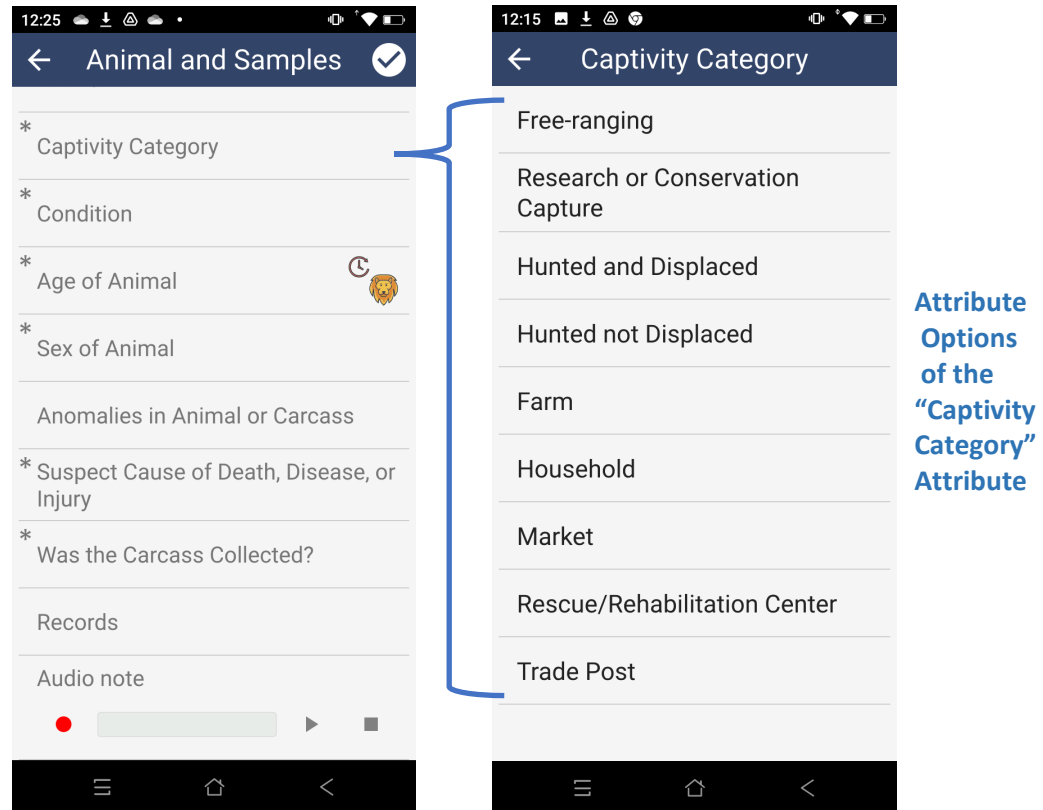 12:25
Animal and Samples
*
Captivity Category
*
Condition
*
Age of Animal
*
Sex of Animal
Anomalies in Animal or Carcass
*
Suspect Cause of Death, Disease, or
Injury
*
Was the Carcass Collected?
Records
Audio note
12:15
Captivity Category
Free-ranging
Research or Conservation
Capture
Hunted and Displaced
Hunted not Displaced
Farm
Household
Market
Rescue/Rehabilitation Center
Trade Post
Attribute
Options
of the
“Captivity
Category”
Attribute